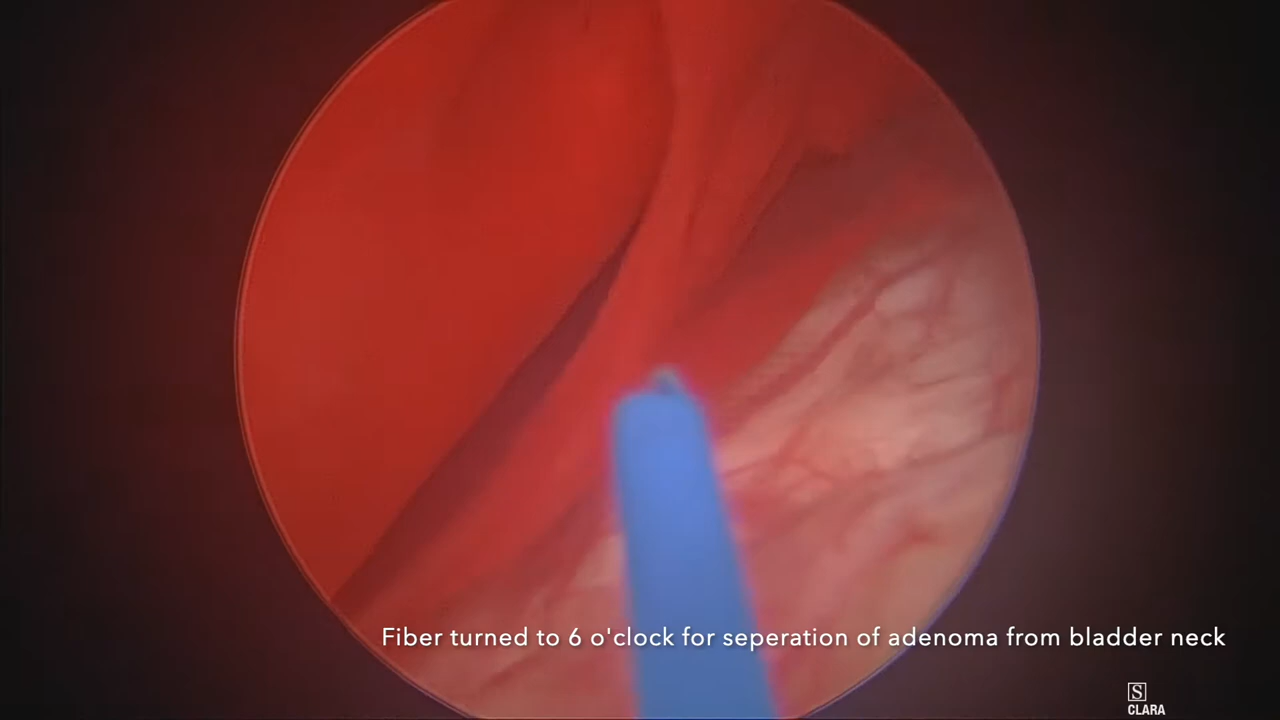 Fiber turned to 6 o'clock for seperation of adenoma from bladder neck
S
CLARA